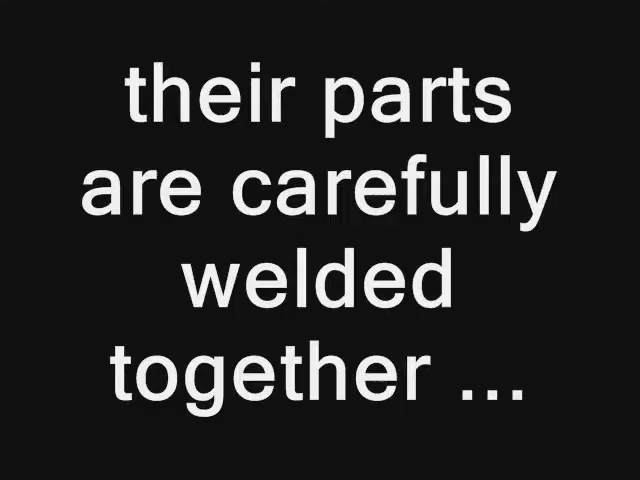 their parts
are carefully
welded
together ...